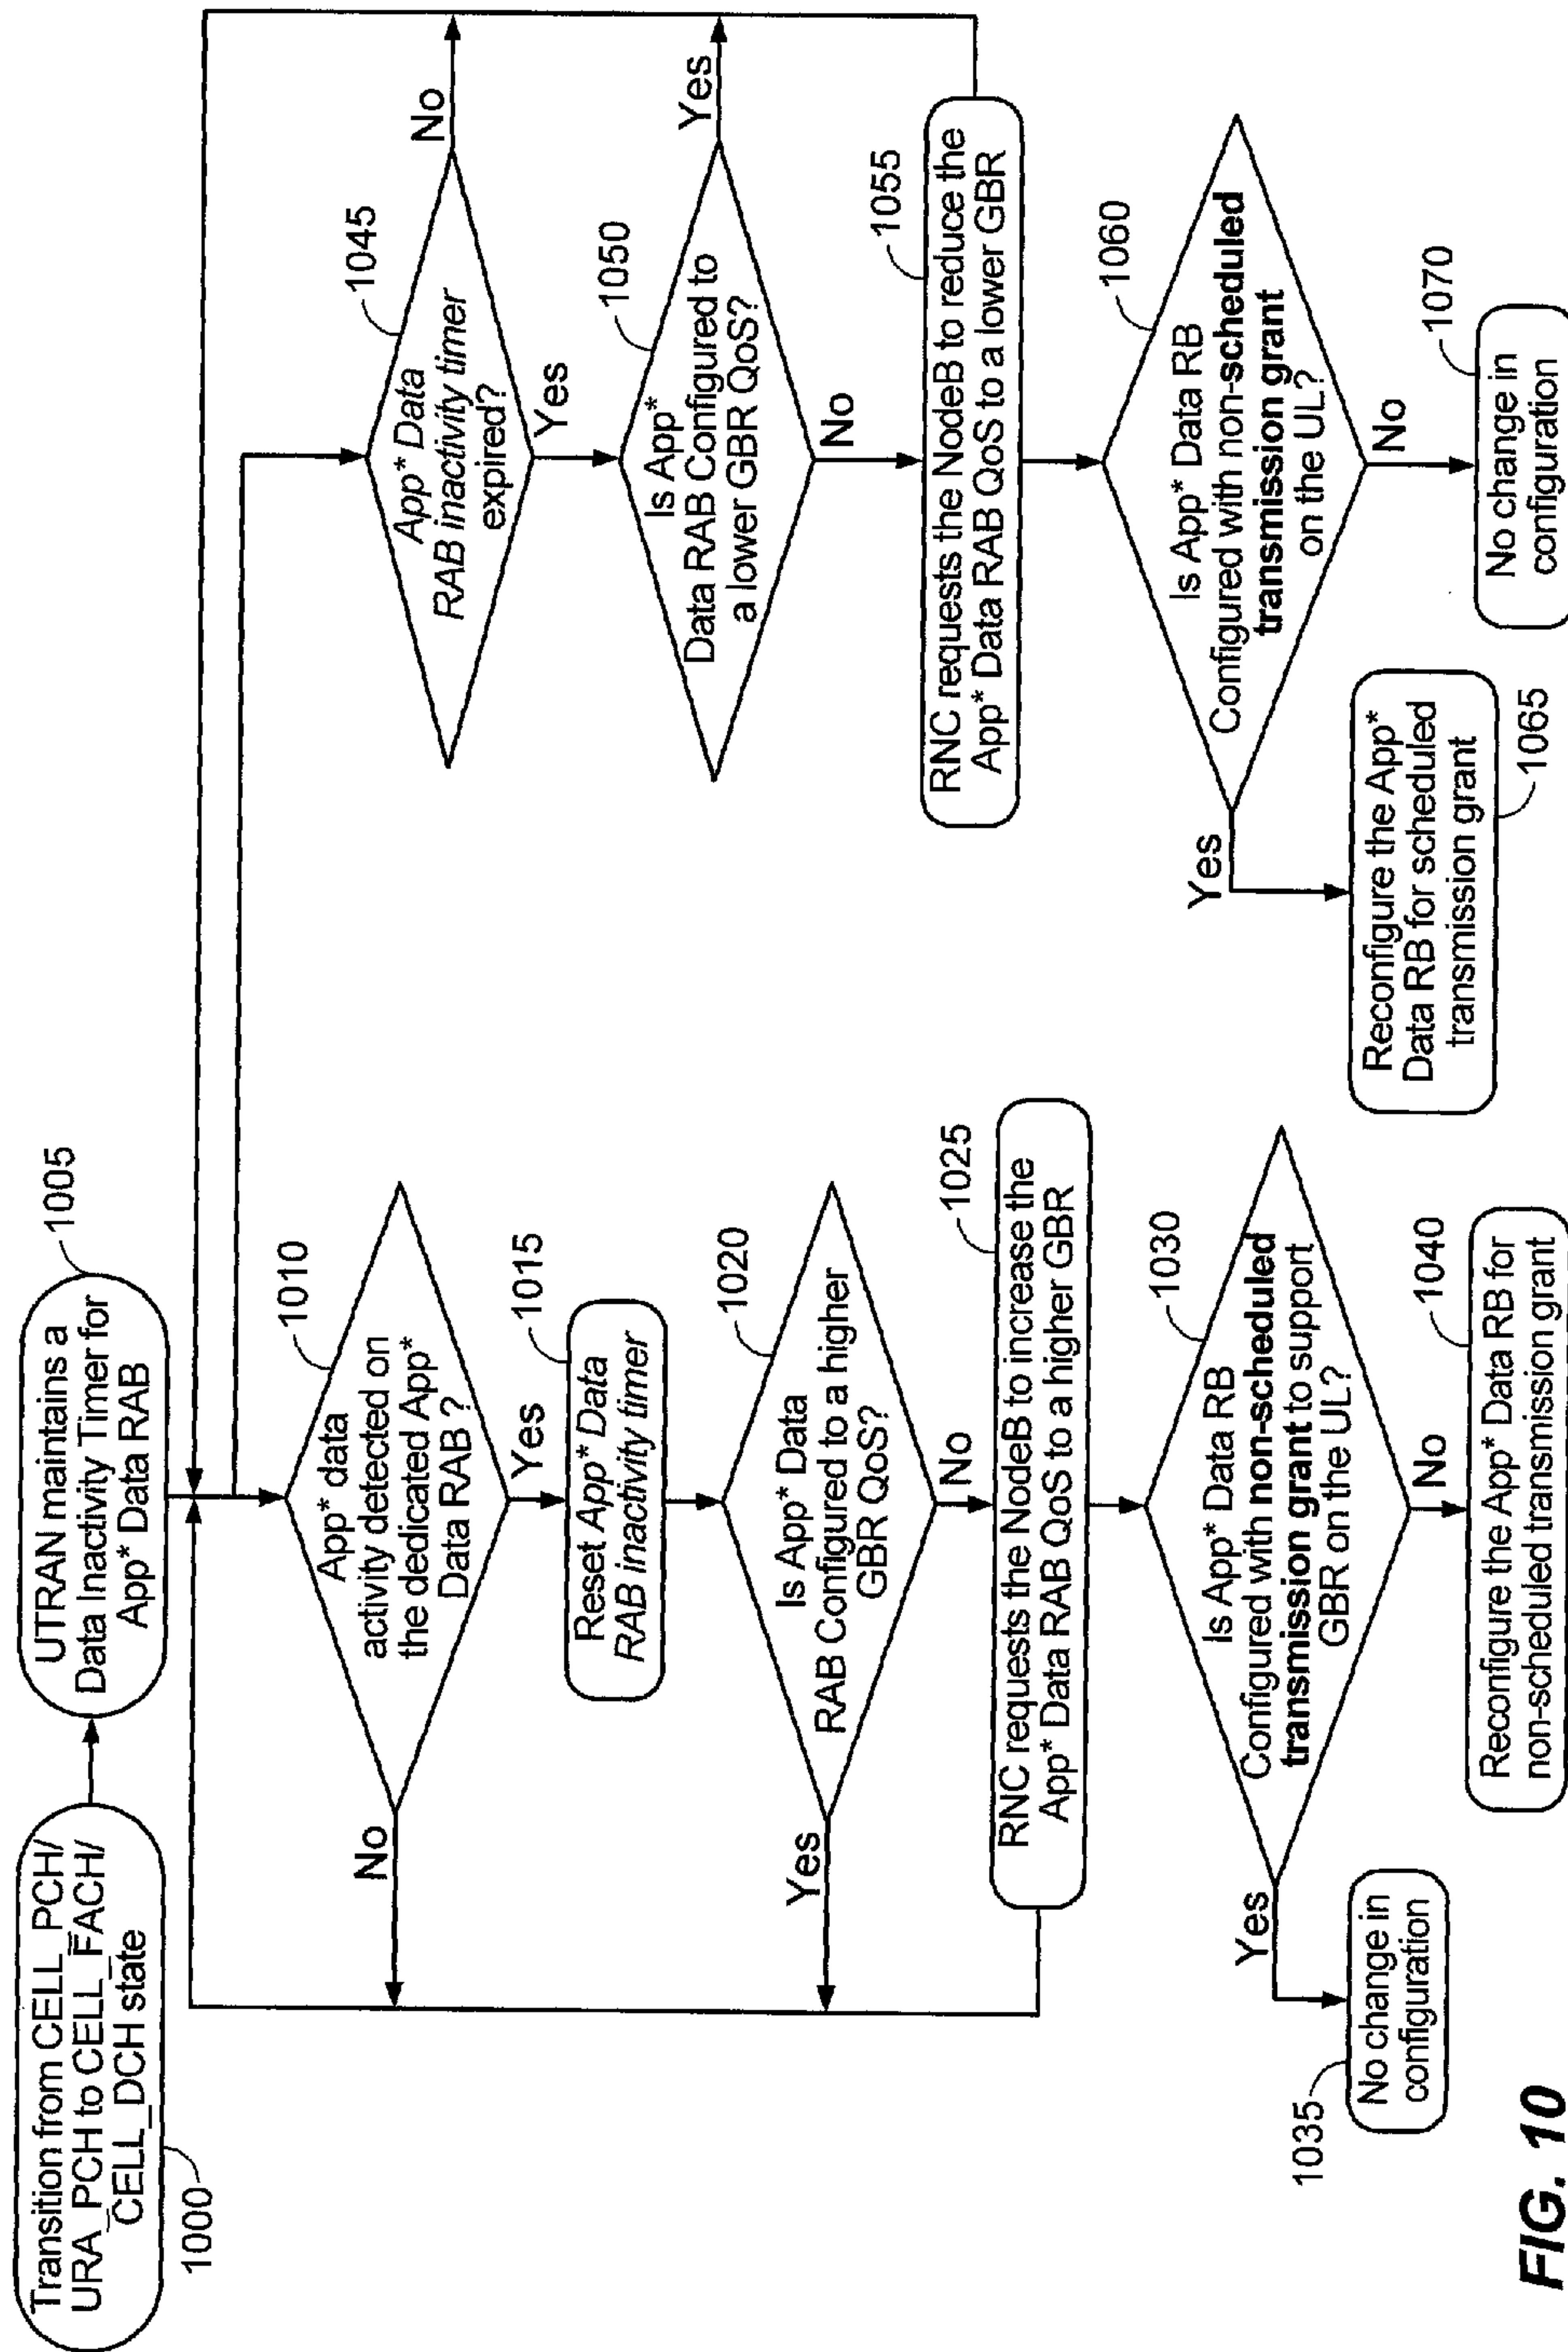 Transition from CELL_PCH/
URA_PCH to CELL_FACH/
CELL_DCH state
1000
UTRAN maintains a
Data Inactivity Timer for
App* Data RAB
1005
App* data
activity detected on
the dedicated App*
Data RAB ?
1010
No
Yes
Reset App* Data
RAB inactivity timer
1015
Is App* Data
RAB Configured to a higher
GBR QoS?
1020
Yes
No
RNC requests the NodeB to increase the
App* Data RAB QoS to a higher GBR
1025
Is App* Data RB
Configured with non-scheduled
transmission grant to support
GBR on the UL?
1030
Yes
No
No change in
configuration
1035
Reconfigure the App* Data RB for
non-scheduled transmission grant
1040
App* Data
RAB inactivity timer
expired?
1045
No
Yes
Is App*
Data RAB Configured to
a lower GBR QoS?
1050
Yes
No
RNC requests the NodeB to reduce the
App* Data RAB QoS to a lower GBR
1055
Is App* Data RB
Configured with non-scheduled
transmission grant
on the UL?
1060
Yes
No
Reconfigure the App*
Data RB for scheduled
transmission grant
1065
No change in
configuration
1070
FIG. 10